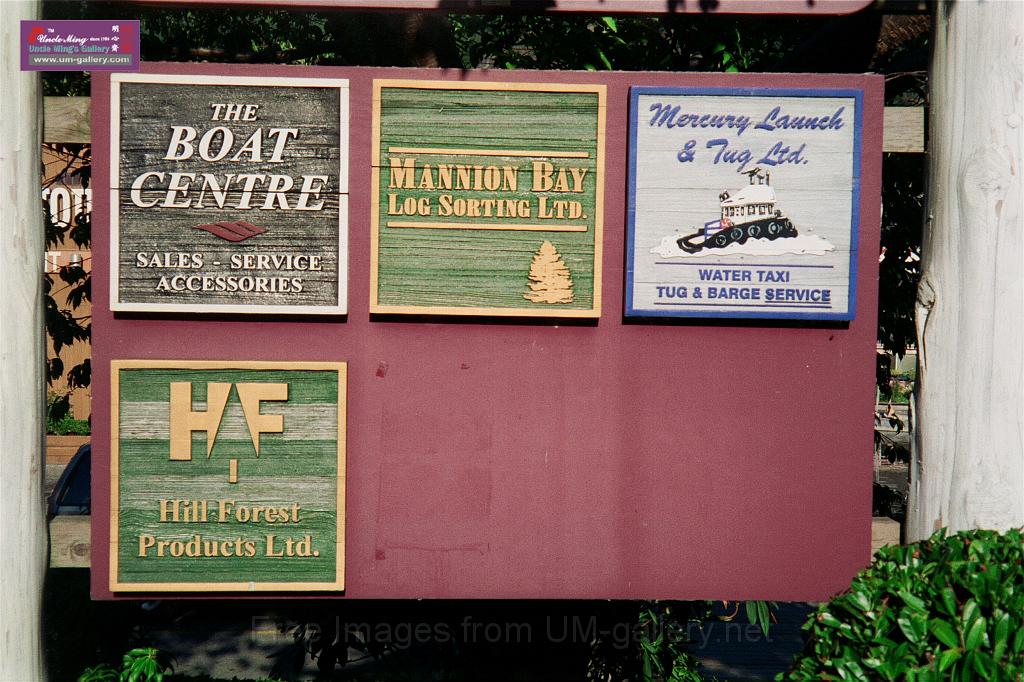 Uncle Ming since 1984
Uncle Ming's Gallery
www.um-gallery.com
THE
BOAT
CENTRE
SALES - SERVICE
ACCESSORIES
MANNION BAY
LOG SORTING LTD.
Mercury Launch
& Tug Ltd.
WATER TAXI
TUG & BARGE SERVICE
HF
Hill Forest
Products Ltd.
Free Images from UM-gallery.net